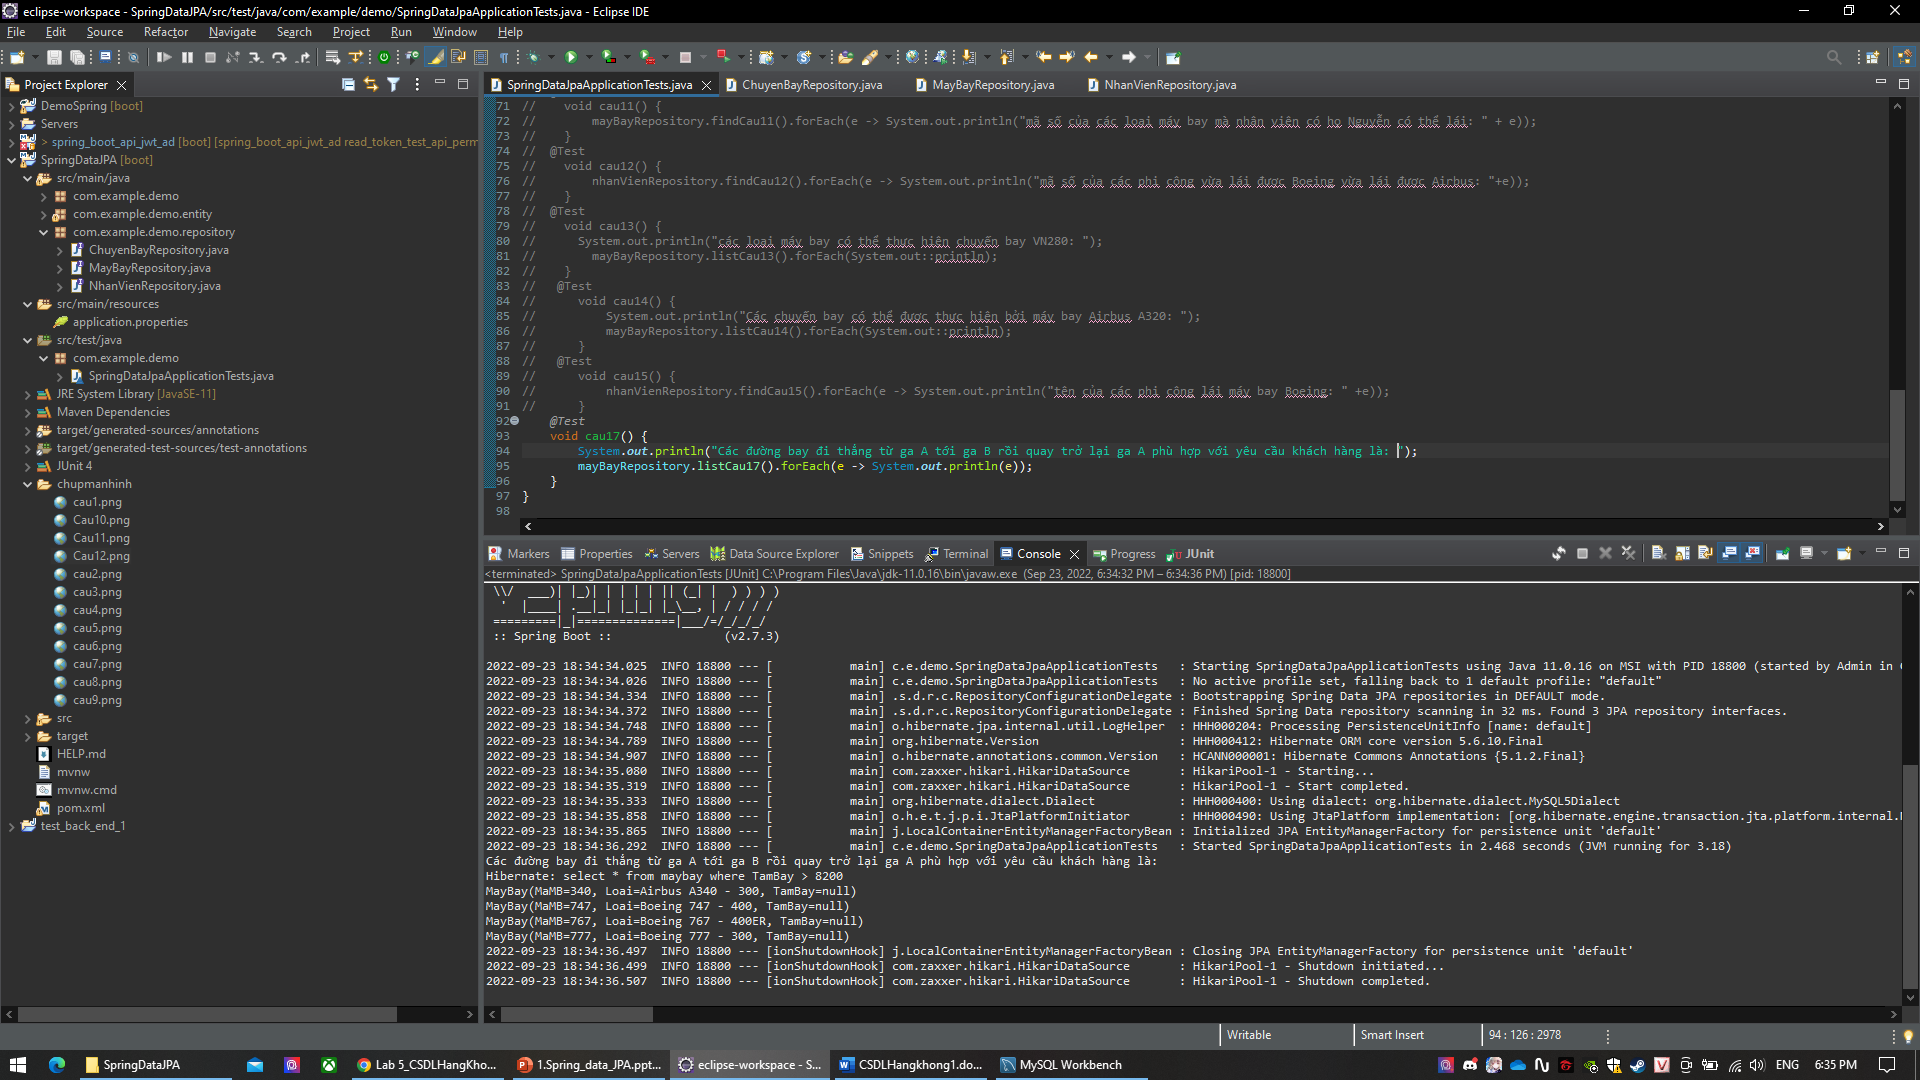 eclipse-workspace - SpringDataJPA/src/test/java/com/example/demo/SpringDataJpaApplicationTests.java - Eclipse IDE
File Edit Source Refactor Navigate Search Project Run Window Help
Project Explorer
DemoSpring [boot]
Servers
> spring_boot_api_jwt_ad [boot] [spring_boot_api_jwt_ad read_token_test_api_perm
SpringDataJPA [boot]
src/main/java
com.example.demo
com.example.demo.entity
com.example.demo.repository
ChuyenBayRepository.java
MayBayRepository.java
NhanVienRepository.java
src/main/resources
application.properties
src/test/java
com.example.demo
SpringDataJpaApplicationTests.java
JRE System Library [JavaSE-11]
Maven Dependencies
target/generated-sources/annotations
target/generated-test-sources/test-annotations
JUnit 4
chupmanhinh
cau1.png
Cau10.png
Cau11.png
Cau12.png
cau2.png
cau3.png
cau4.png
cau5.png
cau6.png
cau7.png
cau8.png
cau9.png
src
target
HELP.md
mvnw
mvnw.cmd
pom.xml
test_back_end_1
SpringDataJpaApplicationTests.java ChuyenBayRepository.java MayBayRepository.java NhanVienRepository.java
71 // void cau11() {
72 // mayBayRepository.findCau11().forEach(e -> System.out.println("mã số của các loại máy bay mà nhân viên có họ Nguyễn có thể lái: " + e));
73 // }
74 // @Test
75 // void cau12() {
76 // nhanVienRepository.findCau12().forEach(e -> System.out.println("mã số của các phi công vừa lái được Boeing vừa lái được Airbus: "+e));
77 // }
78 // @Test
79 // void cau13() {
80 // System.out.println("các loại máy bay có thể thực hiện chuyến bay VN280: ");
81 // mayBayRepository.listCau13().forEach(System.out::println);
82 // }
83 // @Test
84 // void cau14() {
85 // System.out.println("Các chuyến bay có thể được thực hiện bởi máy bay Airbus A320: ");
86 // mayBayRepository.listCau14().forEach(System.out::println);
87 // }
88 // @Test
89 // void cau15() {
90 // nhanVienRepository.findCau15().forEach(e -> System.out.println("tên của các phi công lái máy bay Boeing: " +e));
91 // }
92 @Test
93 void cau17() {
94 System.out.println("Các đường bay đi thẳng từ ga A tới ga B rồi quay trở lại ga A phù hợp với yêu cầu khách hàng là: ");
95 mayBayRepository.listCau17().forEach(e -> System.out.println(e));
96 }
97 }
98
Markers Properties Servers Data Source Explorer Snippets Terminal Console Progress JUnit
<terminated> SpringDataJpaApplicationTests [JUnit] C:\Program Files\Java\jdk-11.0.16\bin\javaw.exe (Sep 23, 2022, 6:34:32 PM – 6:34:36 PM) [pid: 18800]
\\/ ___)| |_)| | | | | || (_| | ) ) ) )
' |____| .__|_| |_|_| |_\__, | / / / /
=========|_|==============|___/=/_/_/_/
:: Spring Boot :: (v2.7.3)
2022-09-23 18:34:34.025 INFO 18800 --- [ main] c.e.demo.SpringDataJpaApplicationTests : Starting SpringDataJpaApplicationTests using Java 11.0.16 on MSI with PID 18800 (started by Admin in
2022-09-23 18:34:34.026 INFO 18800 --- [ main] c.e.demo.SpringDataJpaApplicationTests : No active profile set, falling back to 1 default profile: "default"
2022-09-23 18:34:34.334 INFO 18800 --- [ main] .s.d.r.c.RepositoryConfigurationDelegate : Bootstrapping Spring Data JPA repositories in DEFAULT mode.
2022-09-23 18:34:34.372 INFO 18800 --- [ main] .s.d.r.c.RepositoryConfigurationDelegate : Finished Spring Data repository scanning in 32 ms. Found 3 JPA repository interfaces.
2022-09-23 18:34:34.748 INFO 18800 --- [ main] o.hibernate.jpa.internal.util.LogHelper : HHH000204: Processing PersistenceUnitInfo [name: default]
2022-09-23 18:34:34.789 INFO 18800 --- [ main] org.hibernate.Version : HHH000412: Hibernate ORM core version 5.6.10.Final
2022-09-23 18:34:34.907 INFO 18800 --- [ main] o.hibernate.annotations.common.Version : HCANN000001: Hibernate Commons Annotations {5.1.2.Final}
2022-09-23 18:34:35.080 INFO 18800 --- [ main] com.zaxxer.hikari.HikariDataSource : HikariPool-1 - Starting...
2022-09-23 18:34:35.319 INFO 18800 --- [ main] com.zaxxer.hikari.HikariDataSource : HikariPool-1 - Start completed.
2022-09-23 18:34:35.333 INFO 18800 --- [ main] org.hibernate.dialect.Dialect : HHH000400: Using dialect: org.hibernate.dialect.MySQL5Dialect
2022-09-23 18:34:35.858 INFO 18800 --- [ main] o.h.e.t.j.p.i.JtaPlatformInitiator : HHH000490: Using JtaPlatform implementation: [org.hibernate.engine.transaction.jta.platform.internal.
2022-09-23 18:34:35.865 INFO 18800 --- [ main] j.LocalContainerEntityManagerFactoryBean : Initialized JPA EntityManagerFactory for persistence unit 'default'
2022-09-23 18:34:36.292 INFO 18800 --- [ main] c.e.demo.SpringDataJpaApplicationTests : Started SpringDataJpaApplicationTests in 2.468 seconds (JVM running for 3.18)
Các đường bay đi thẳng từ ga A tới ga B rồi quay trở lại ga A phù hợp với yêu cầu khách hàng là:
Hibernate: select * from maybay where TamBay > 8200
MayBay(MaMB=340, Loai=Airbus A340 - 300, TamBay=null)
MayBay(MaMB=747, Loai=Boeing 747 - 400, TamBay=null)
MayBay(MaMB=767, Loai=Boeing 767 - 400ER, TamBay=null)
MayBay(MaMB=777, Loai=Boeing 777 - 300, TamBay=null)
2022-09-23 18:34:36.497 INFO 18800 --- [ionShutdownHook] j.LocalContainerEntityManagerFactoryBean : Closing JPA EntityManagerFactory for persistence unit 'default'
2022-09-23 18:34:36.499 INFO 18800 --- [ionShutdownHook] com.zaxxer.hikari.HikariDataSource : HikariPool-1 - Shutdown initiated...
2022-09-23 18:34:36.507 INFO 18800 --- [ionShutdownHook] com.zaxxer.hikari.HikariDataSource : HikariPool-1 - Shutdown completed.
Writable Smart Insert 94 : 126 : 2978
SpringDataJPA Lab 5_CSDLHangKho... 1.Spring_data_JPA.ppt... eclipse-workspace - S... CSDLHangkhong1.do... MySQL Workbench ENG 6:35 PM